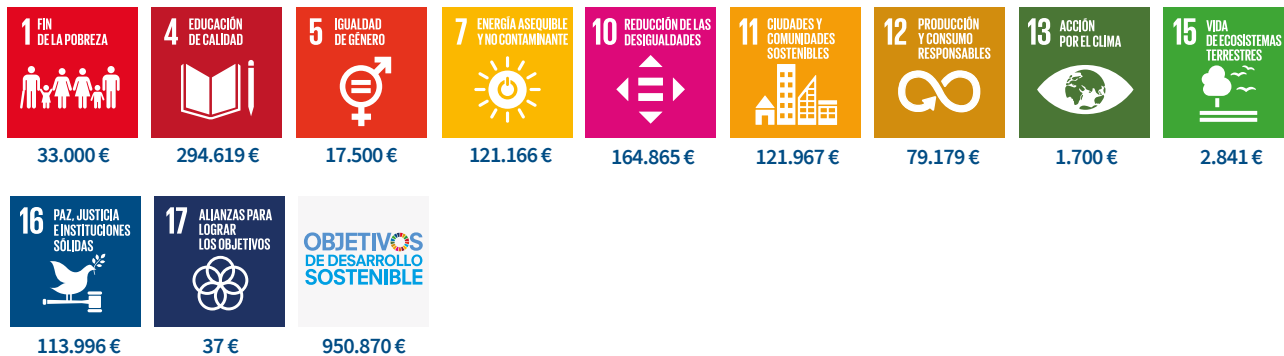 1 FIN
DE LA POBREZA
33.000 €
4 EDUCACIÓN
DE CALIDAD
294.619 €
5 IGUALDAD
DE GÉNERO
17.500 €
7 ENERGÍA ASEQUIBLE
Y NO CONTAMINANTE
121.166 €
10 REDUCCIÓN DE LAS
DESIGUALDADES
164.865 €
11 CIUDADES Y
COMUNIDADES
SOSTENIBLES
121.967 €
12 PRODUCCIÓN
Y CONSUMO
RESPONSABLES
79.179 €
13 ACCIÓN
POR EL CLIMA
1.700 €
15 VIDA
DE ECOSISTEMAS
TERRESTRES
2.841 €
16 PAZ, JUSTICIA
E INSTITUCIONES
SÓLIDAS
113.996 €
17 ALIANZAS PARA
LOGRAR
LOS OBJETIVOS
37 €
OBJETIVOS
DE DESARROLLO
SOSTENIBLE
950.870 €